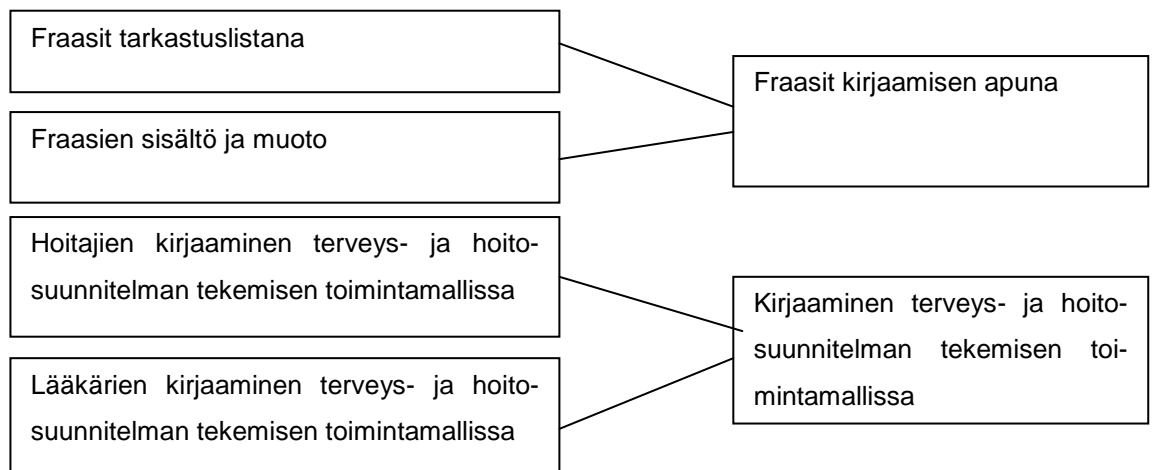 Fraasit tarkastuslistana
Fraasien sisältö ja muoto
Fraasit kirjaamisen apuna
Hoitajien kirjaaminen terveys- ja hoito-
suunnitelman tekemisen toimintamallissa
Lääkärien kirjaaminen terveys- ja hoito-
suunnitelman tekemisen toimintamallissa
Kirjaaminen terveys- ja hoito-
suunnitelman tekemisen toi-
mintamallissa